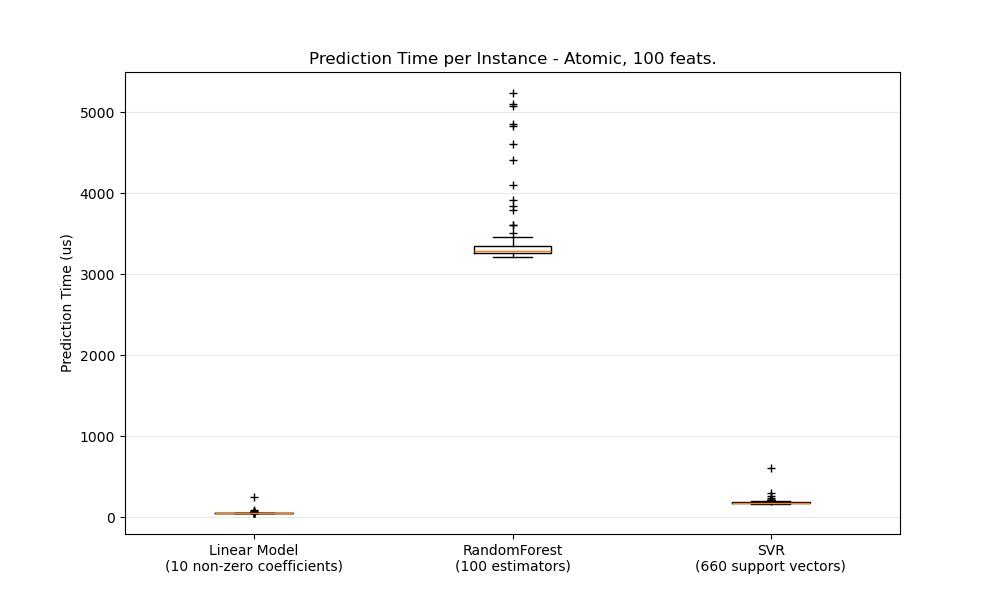 Prediction Time per Instance - Atomic, 100 feats.
Prediction Time (us)
5000
4000
3000
2000
1000
0
Linear Model
(10 non-zero coefficients)
RandomForest
(100 estimators)
SVR
(660 support vectors)